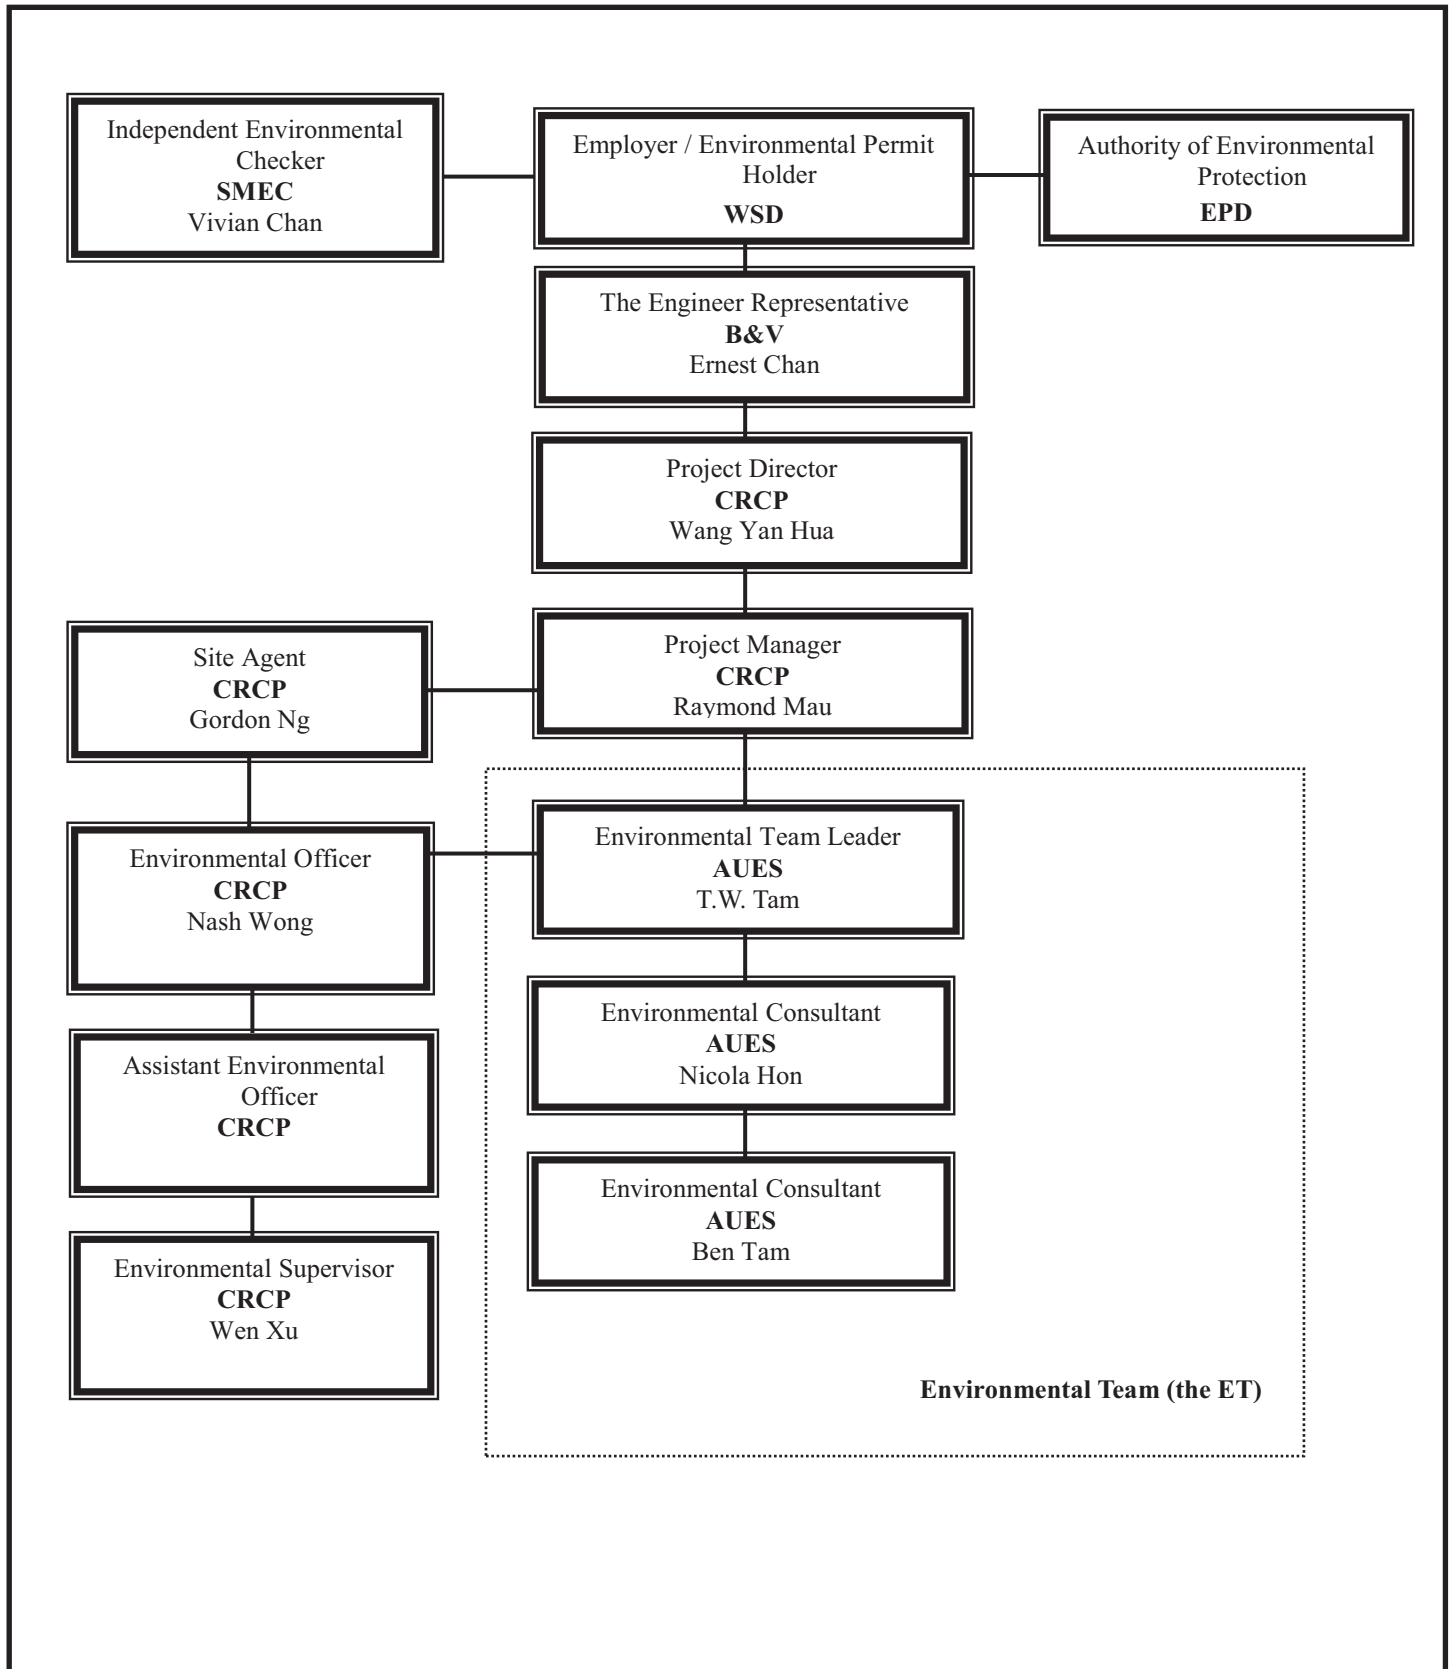 Independent Environmental
Checker
SMEC
Vivian Chan
Employer / Environmental Permit
Holder
WSD
Authority of Environmental
Protection
EPD
The Engineer Representative
B&V
Ernest Chan
Project Director
CRCP
Wang Yan Hua
Project Manager
CRCP
Raymond Mau
Site Agent
CRCP
Gordon Ng
Environmental Officer
CRCP
Nash Wong
Environmental Team Leader
AUES
T.W. Tam
Assistant Environmental
Officer
CRCP
Environmental Consultant
AUES
Nicola Hon
Environmental Supervisor
CRCP
Wen Xu
Environmental Consultant
AUES
Ben Tam
Environmental Team (the ET)